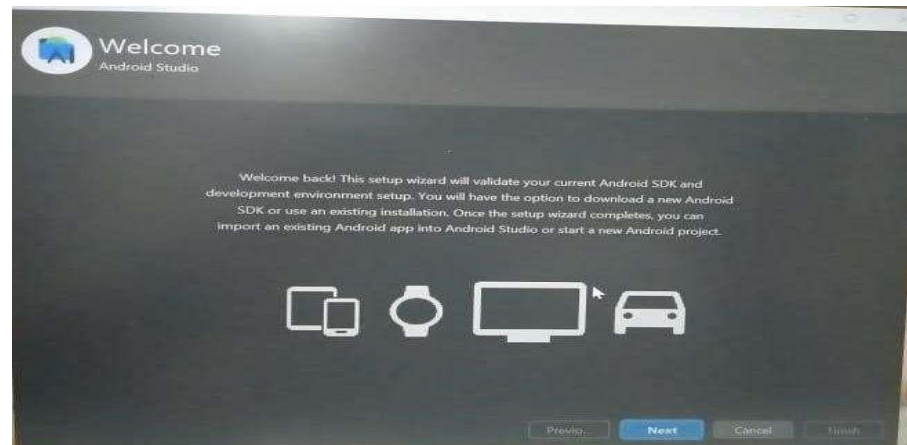 Welcome
Android Studio
Welcome back! This setup wizard will validate your current Android SDK and
development environment setup. You will have the option to download a new Android
SDK or use an existing installation. Once the setup wizard completes, you can
import an existing Android app into Android Studio or start a new Android project.
Previo... Next Cancel Finish